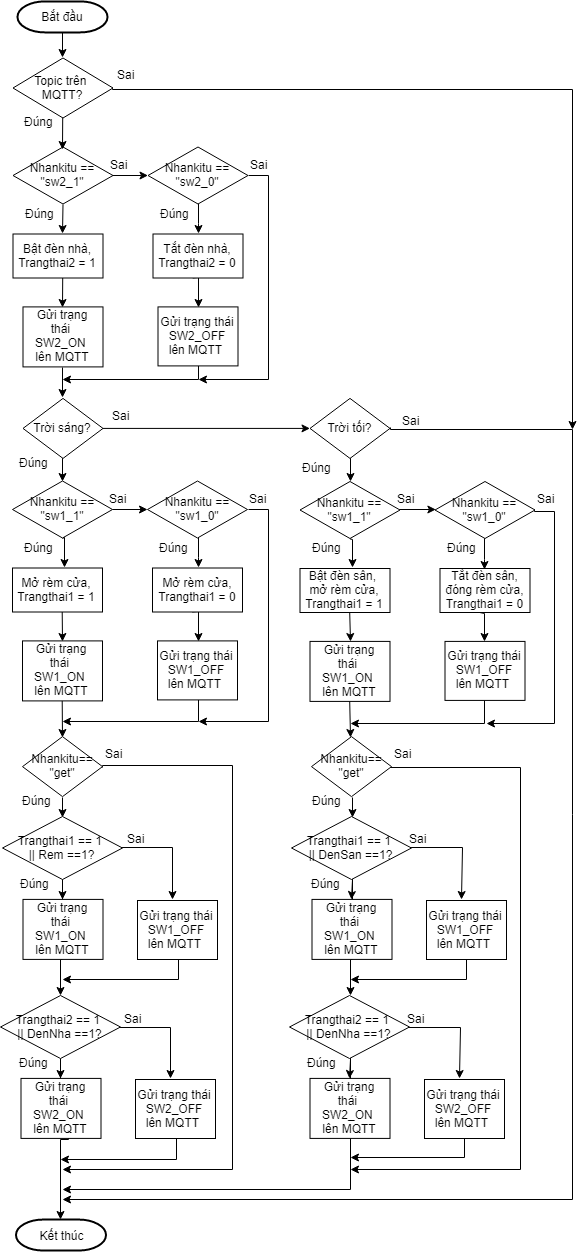 Bắt đầu
Topic trên
MQTT?
Sai
Đúng
Nhankitu ==
"sw2_1"
Sai
Nhankitu ==
"sw2_0"
Sai
Đúng
Đúng
Bật đèn nhà,
Trangthai2 = 1
Tắt đèn nhà,
Trangthai2 = 0
Gửi trạng
thái
SW2_ON
lên MQTT
Gửi trạng thái
SW2_OFF
lên MQTT
Trời sáng?
Sai
Trời tối?
Sai
Đúng
Đúng
Nhankitu ==
"sw1_1"
Sai
Nhankitu ==
"sw1_0"
Sai
Nhankitu ==
"sw1_1"
Sai
Nhankitu ==
"sw1_0"
Sai
Đúng
Đúng
Đúng
Đúng
Mở rèm cửa,
Trangthai1 = 1
Mở rèm cửa,
Trangthai1 = 0
Bật đèn sân,
mở rèm cửa,
Trangthai1 = 1
Tắt đèn sân,
đóng rèm cửa,
Trangthai1 = 0
Gửi trạng
thái
SW1_ON
lên MQTT
Gửi trạng thái
SW1_OFF
lên MQTT
Gửi trạng
thái
SW1_ON
lên MQTT
Gửi trạng thái
SW1_OFF
lên MQTT
Nhankitu==
"get"
Sai
Nhankitu==
"get"
Sai
Đúng
Đúng
Trangthai1 == 1
|| Rem ==1?
Sai
Trangthai1 == 1
|| DenSan ==1?
Sai
Đúng
Đúng
Gửi trạng
thái
SW1_ON
lên MQTT
Gửi trạng thái
SW1_OFF
lên MQTT
Gửi trạng
thái
SW1_ON
lên MQTT
Gửi trạng thái
SW1_OFF
lên MQTT
Trangthai2 == 1
|| DenNha ==1?
Sai
Trangthai2 == 1
|| DenNha ==1?
Sai
Đúng
Đúng
Gửi trạng
thái
SW2_ON
lên MQTT
Gửi trạng thái
SW2_OFF
lên MQTT
Gửi trạng
thái
SW2_ON
lên MQTT
Gửi trạng thái
SW2_OFF
lên MQTT
Kết thúc